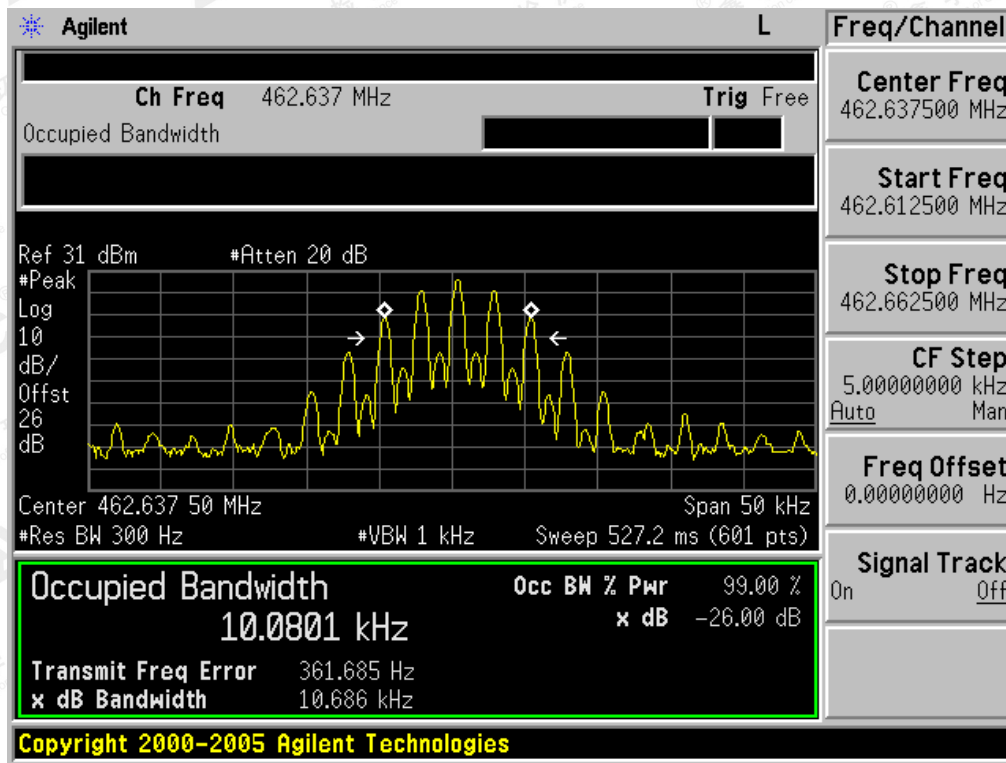 Agilent L Freq/Channel
Ch Freq 462.637 MHz Trig Free
Occupied Bandwidth
Center Freq
462.637500 MHz
Start Freq
462.612500 MHz
Stop Freq
462.662500 MHz
CF Step
5.00000000 kHz
Auto Man
Freq Offset
0.00000000 Hz
Signal Track
On Off
Ref 31 dBm #Atten 20 dB
#Peak
Log
10
dB/
Offst
26
dB
Center 462.637 50 MHz Span 50 kHz
#Res BW 300 Hz #VBW 1 kHz Sweep 527.2 ms (601 pts)
Occupied Bandwidth Occ BW % Pwr 99.00 %
10.0801 kHz x dB -26.00 dB
Transmit Freq Error 361.685 Hz
x dB Bandwidth 10.686 kHz
Copyright 2000-2005 Agilent Technologies